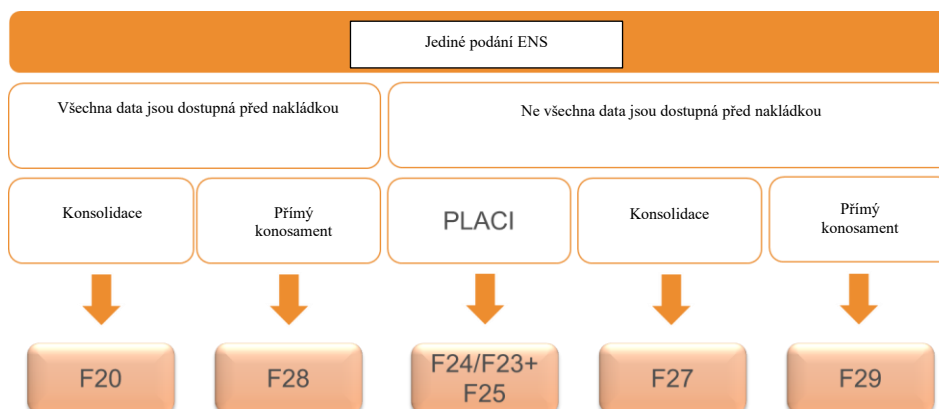 Jediné podání ENS
Všechna data jsou dostupná před nakládkou
Ne všechna data jsou dostupná před nakládkou
Konsolidace
Přímý
konosament
PLACI
Konsolidace
Přímý
konosament
F20
F28
F24/F23+
F25
F27
F29